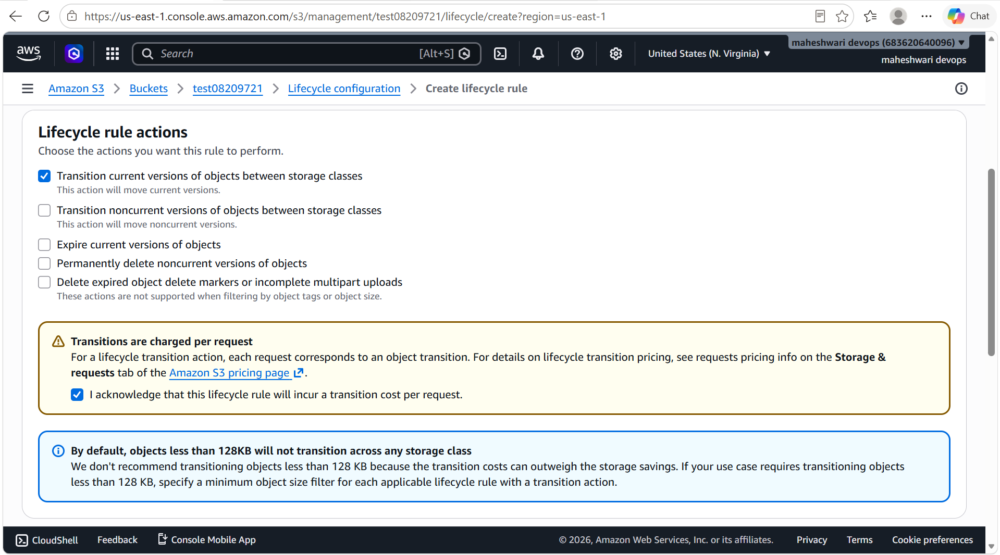 https://us-east-1.console.aws.amazon.com/s3/management/test08209721/lifecycle/create?region=us-east-1
Chat
aws
Search
[Alt+S]
United States (N. Virginia)
maheshwari devops (683620640096)
maheshwari devops
Amazon S3
Buckets
test08209721
Lifecycle configuration
Create lifecycle rule
Lifecycle rule actions
Choose the actions you want this rule to perform.
Transition current versions of objects between storage classes
This action will move current versions.
Transition noncurrent versions of objects between storage classes
This action will move noncurrent versions.
Expire current versions of objects
Permanently delete noncurrent versions of objects
Delete expired object delete markers or incomplete multipart uploads
These actions are not supported when filtering by object tags or object size.
Transitions are charged per request
For a lifecycle transition action, each request corresponds to an object transition. For details on lifecycle transition pricing, see requests pricing info on the Storage &
requests tab of the Amazon S3 pricing page.
I acknowledge that this lifecycle rule will incur a transition cost per request.
By default, objects less than 128KB will not transition across any storage class
We don't recommend transitioning objects less than 128 KB because the transition costs can outweigh the storage savings. If your use case requires transitioning objects
less than 128 KB, specify a minimum object size filter for each applicable lifecycle rule with a transition action.
CloudShell
Feedback
Console Mobile App
© 2026, Amazon Web Services, Inc. or its affiliates.
Privacy
Terms
Cookie preferences